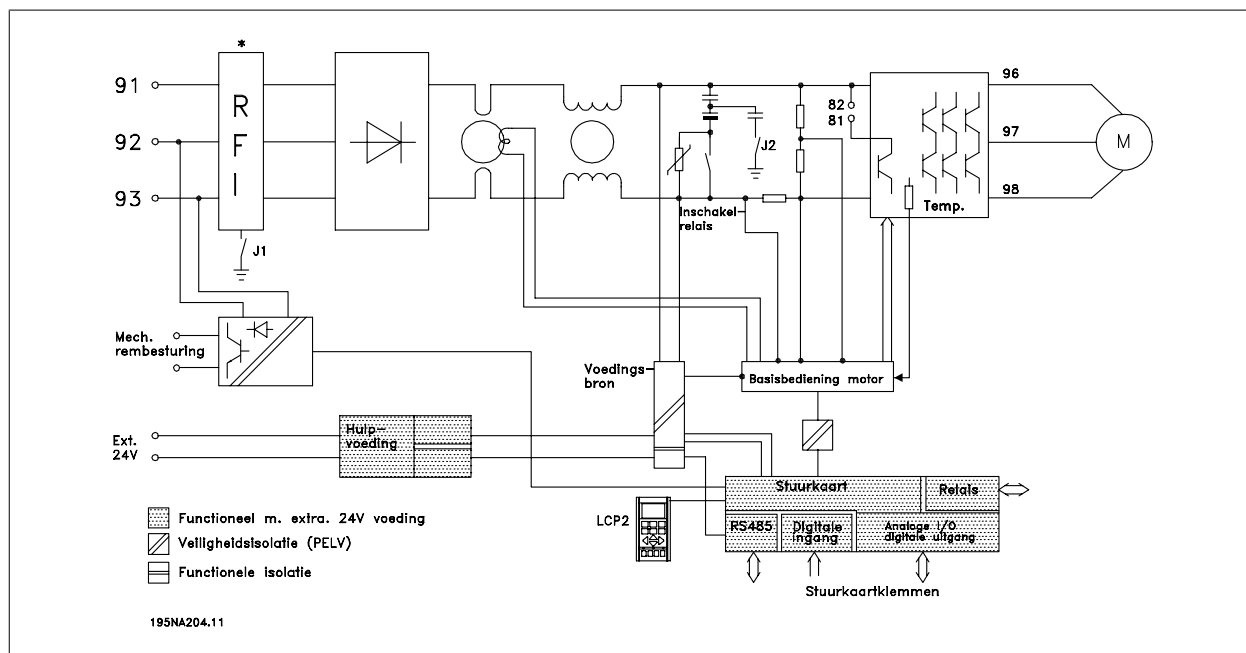 *
91
92
93
R
F
I
J1
82
81
J2
Inschakel-
relais
Temp.
96
97
98
M
Mech.
rembesturing
Voedings
bron
Basisbediening motor
Ext.
24V
Hulp-
voeding
LCP2
Stuurkaart
Relais
RS485
Digitale
ingang
Analoge I/O
digitale uitgang
Stuurkaartklemmen
Functioneel m. extra. 24V voeding
Veiligheidsisolatie (PELV)
Functionele isolatie
195NA204.11